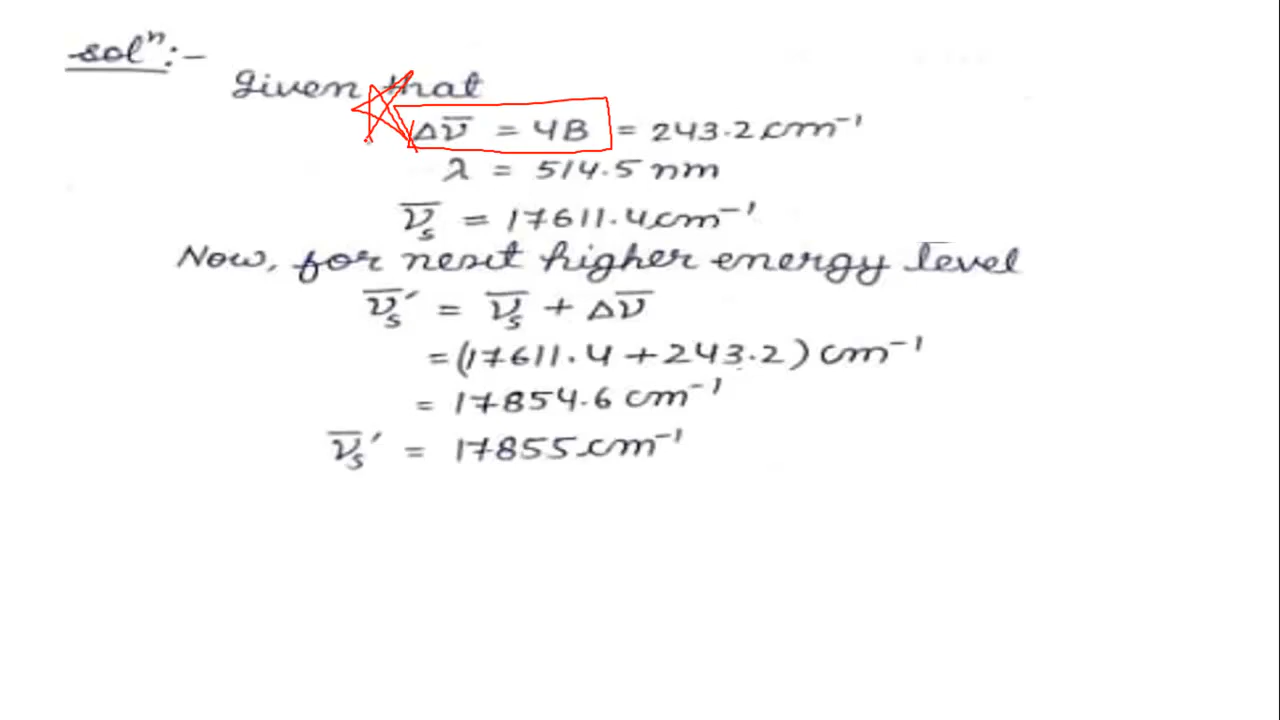 solⁿ:-
Given that
Δν̅ = 4B = 243.2 cm⁻¹
λ = 514.5 nm
ν̅ₛ = 17611.4 cm⁻¹
Now, for next higher energy level
ν̅ₛ′ = ν̅ₛ + Δν̅
= (17611.4 + 243.2) cm⁻¹
= 17854.6 cm⁻¹
ν̅ₛ′ = 17855 cm⁻¹